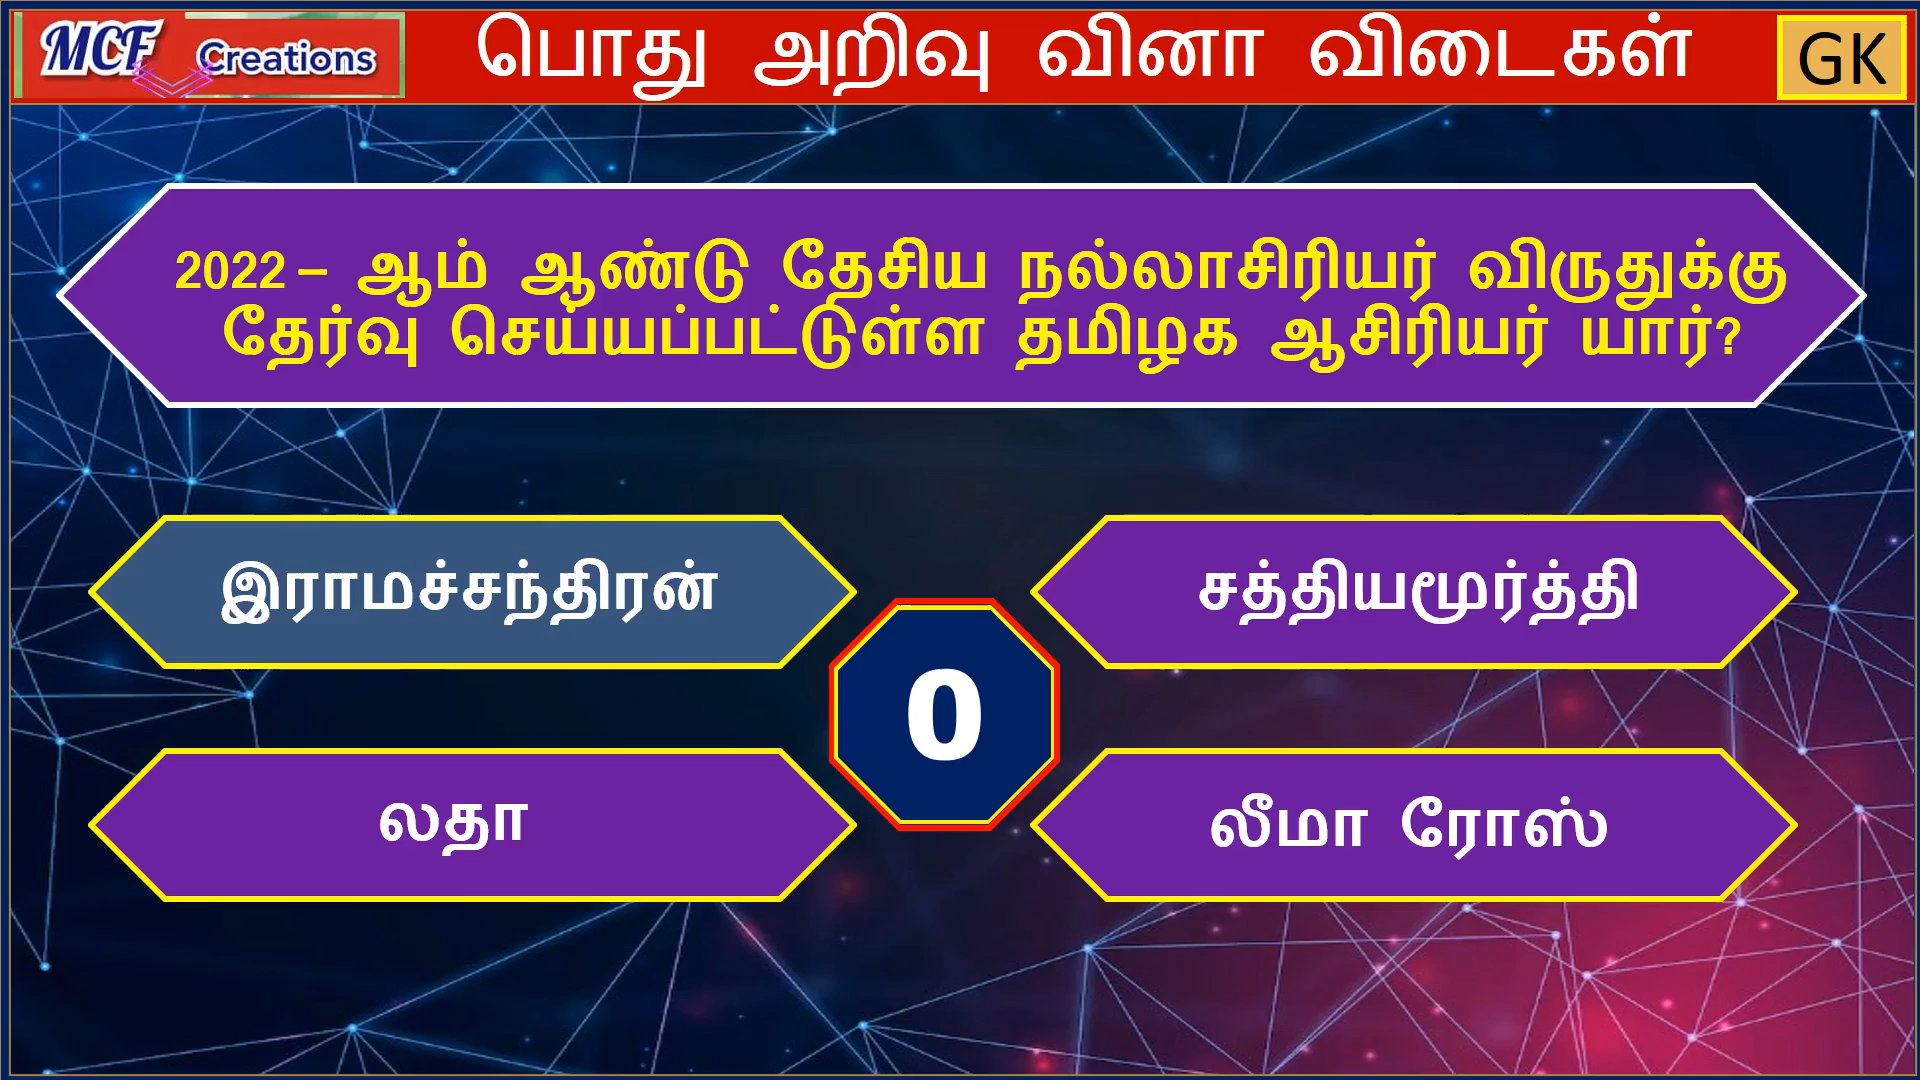 MCF Creations
பொது அறிவு வினா விடைகள்
GK
2022 – ஆம் ஆண்டு தேசிய நல்லாசிரியர் விருதுக்கு
தேர்வு செய்யப்பட்டுள்ள தமிழக ஆசிரியர் யார்?
இராமச்சந்திரன்
சத்தியமூர்த்தி
0
லதா
லீமா ரோஸ்